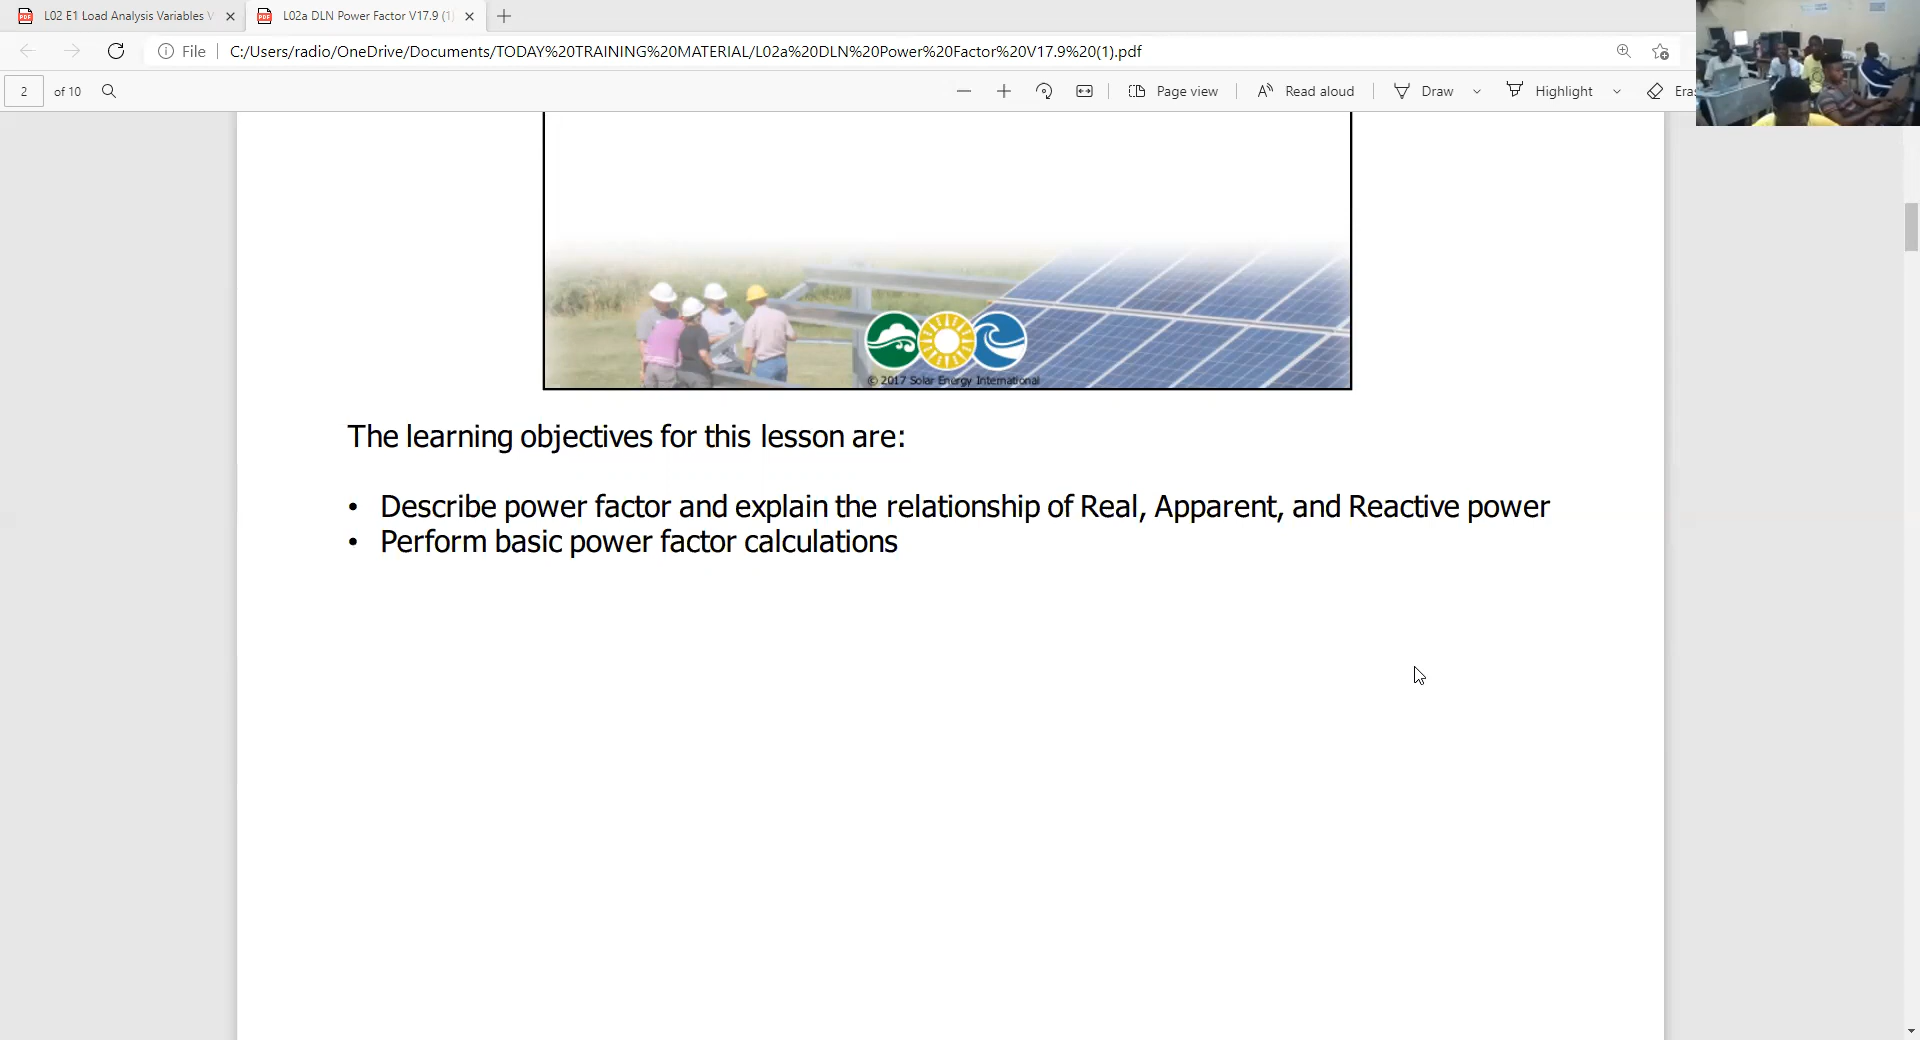 L02 E1 Load Analysis Variables V
L02a DLN Power Factor V17.9 (1)
File
C:/Users/radio/OneDrive/Documents/TODAY%20TRAINING%20MATERIAL/L02a%20DLN%20Power%20Factor%20V17.9%20(1).pdf
2 of 10
Page view
Read aloud
Draw
Highlight
Eras
© 2017 Solar Energy International
The learning objectives for this lesson are:
• Describe power factor and explain the relationship of Real, Apparent, and Reactive power
• Perform basic power factor calculations